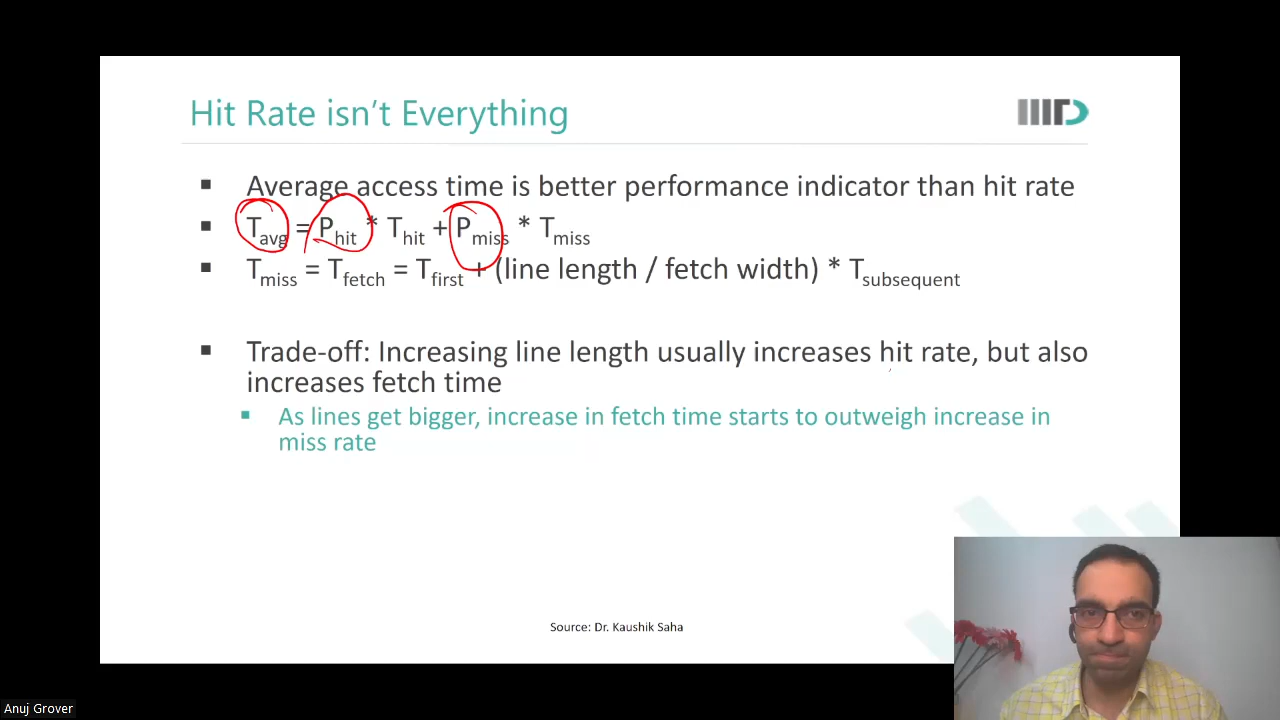 Hit Rate isn't Everything
IIITD
Average access time is better performance indicator than hit rate
Tavg = Phit * Thit + Pmiss * Tmiss
Tmiss = Tfetch = Tfirst + (line length / fetch width) * Tsubsequent
Trade-off: Increasing line length usually increases hit rate, but also
increases fetch time
As lines get bigger, increase in fetch time starts to outweigh increase in
miss rate
Source: Dr. Kaushik Saha
Anuj Grover